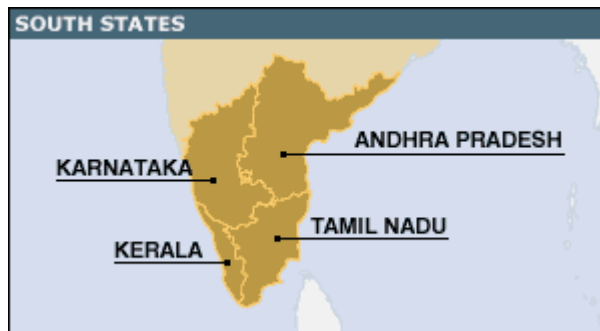 SOUTH STATES
ANDHRA PRADESH
KARNATAKA
TAMIL NADU
KERALA